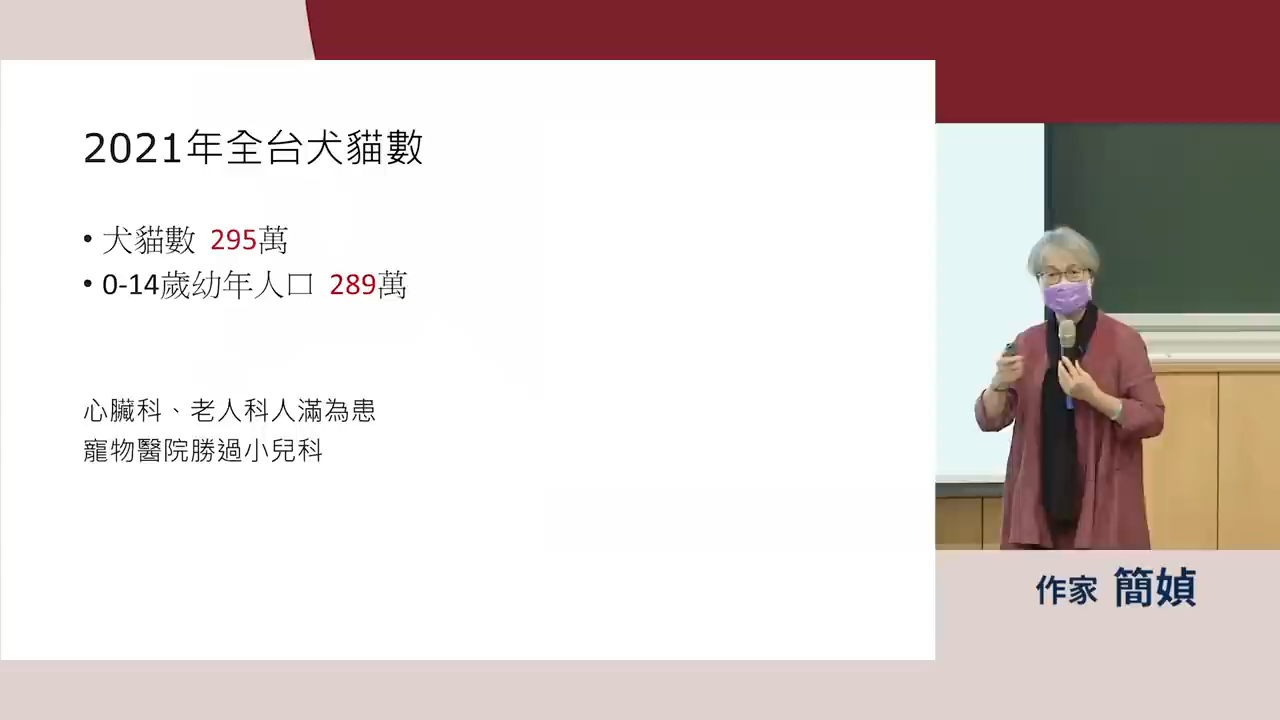 2021年全台犬貓數
• 犬貓數 295萬
• 0-14歲幼年人口 289萬
心臟科、老人科人滿為患
寵物醫院勝過小兒科
作家 簡媜